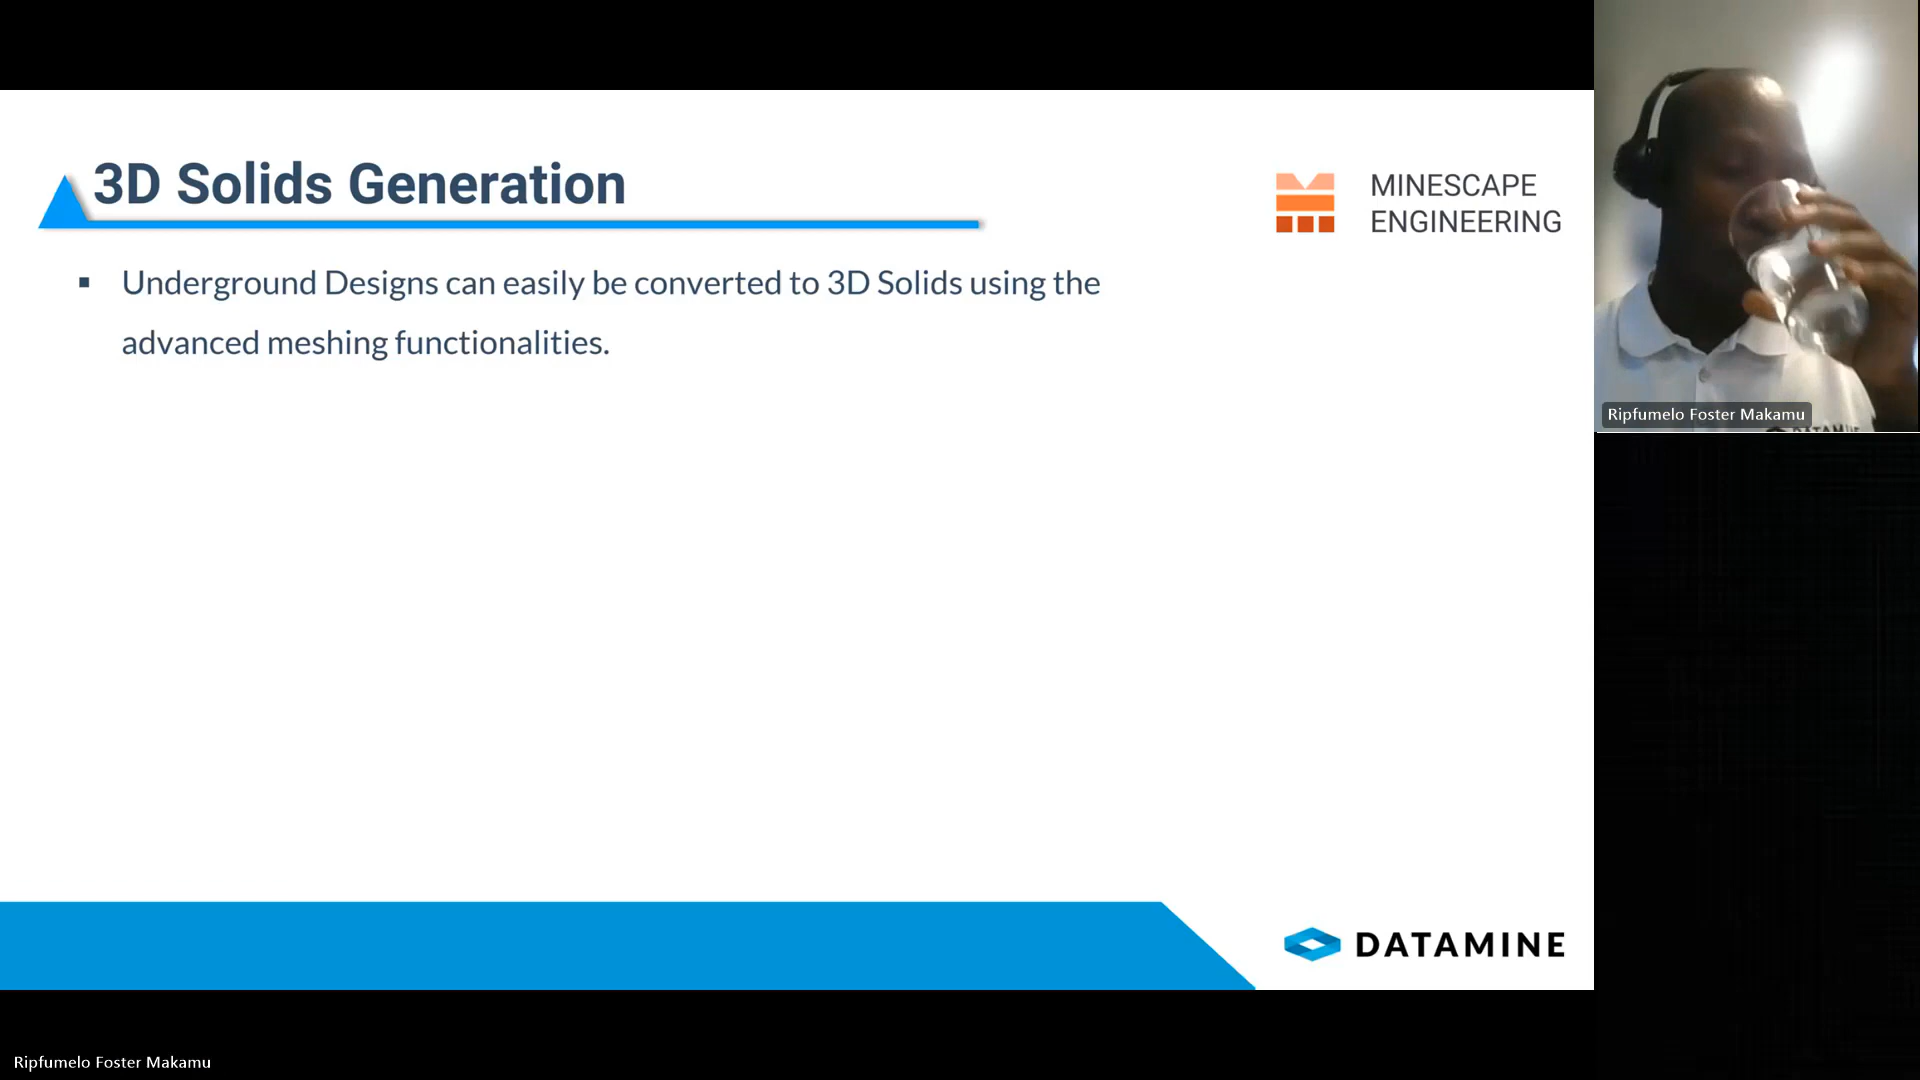 3D Solids Generation
MINESCAPE
ENGINEERING
▪ Underground Designs can easily be converted to 3D Solids using the
advanced meshing functionalities.
Ripfumelo Foster Makamu
DATAMINE
DATAMINE
Ripfumelo Foster Makamu